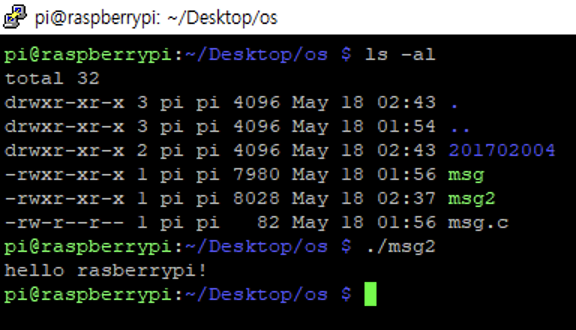 pi@raspberrypi: ~/Desktop/os
pi@raspberrypi:~/Desktop/os $ ls -al
total 32
drwxr-xr-x 3 pi pi 4096 May 18 02:43 .
drwxr-xr-x 3 pi pi 4096 May 18 01:54 ..
drwxr-xr-x 2 pi pi 4096 May 18 02:43 201702004
-rwxr-xr-x 1 pi pi 7980 May 18 01:56 msg
-rwxr-xr-x 1 pi pi 8028 May 18 02:37 msg2
-rw-r--r-- 1 pi pi   82 May 18 01:56 msg.c
pi@raspberrypi:~/Desktop/os $ ./msg2
hello rasberrypi!
pi@raspberrypi:~/Desktop/os $